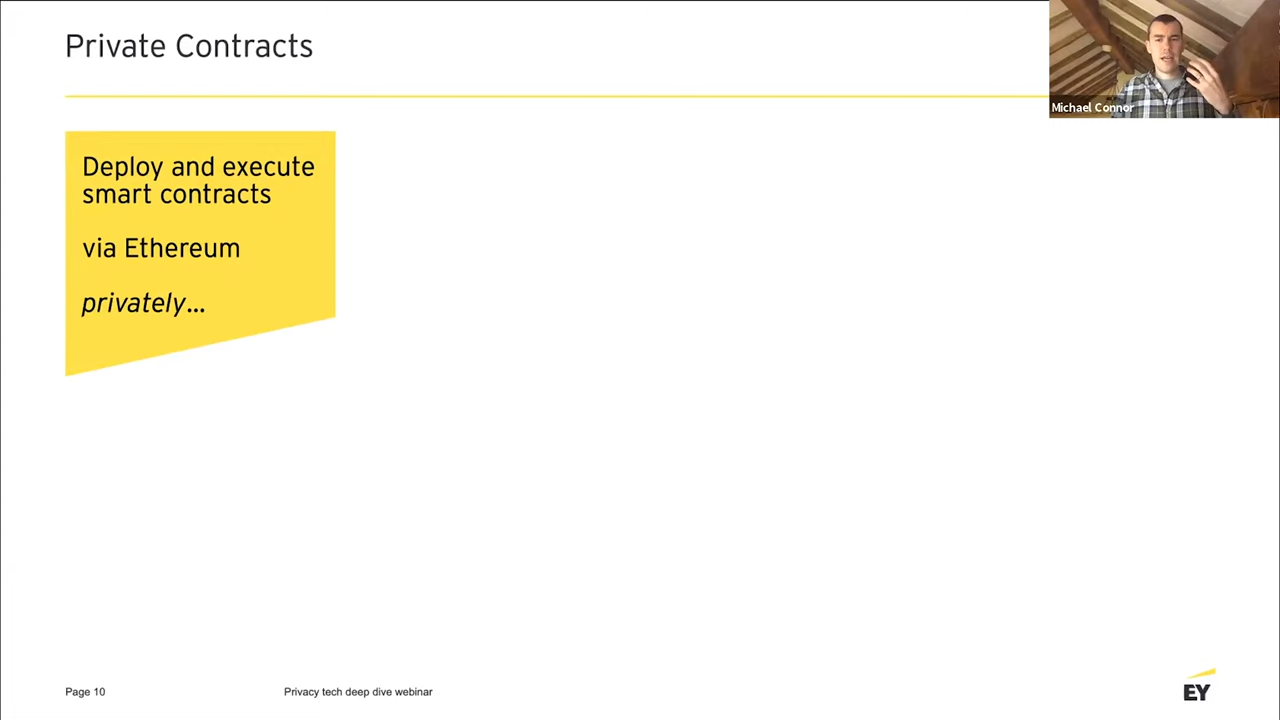 Private Contracts
Michael Connor
Deploy and execute
smart contracts
via Ethereum
privately...
Page 10
Privacy tech deep dive webinar
EY